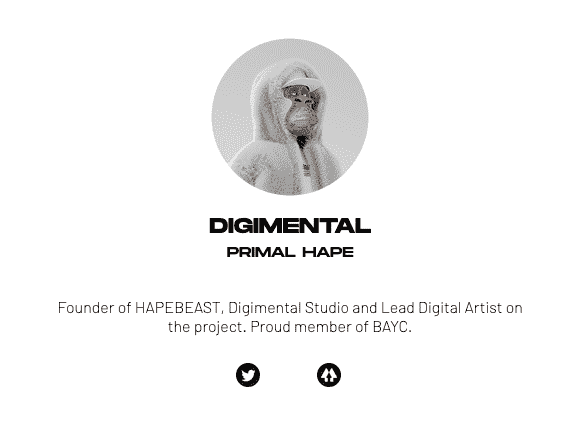 DIGIMENTAL
PRIMAL HAPE
Founder of HAPEBEAST, Digimental Studio and Lead Digital Artist on
the project. Proud member of BAYC.